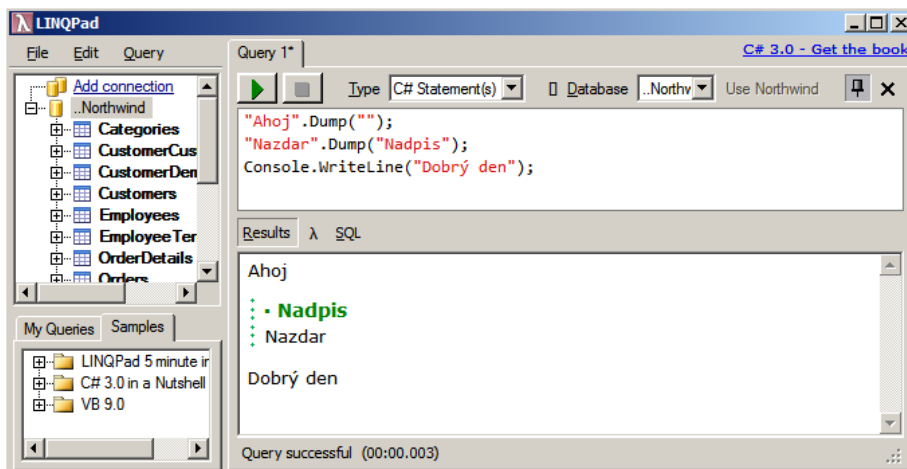 LINQPad
File Edit Query
Query 1*
C# 3.0 - Get the book
Add connection
..Northwind
Categories
CustomerCus
CustomerDem
Customers
Employees
EmployeeTer
OrderDetails
Orders
Type C# Statement(s) Database ..Northw Use Northwind
"Ahoj".Dump("");
"Nazdar".Dump("Nadpis");
Console.WriteLine("Dobrý den");
Results λ SQL
Ahoj
Nadpis
Nazdar
Dobrý den
My Queries Samples
LINQPad 5 minute in
C# 3.0 in a Nutshell
VB 9.0
Query successful (00:00.003)